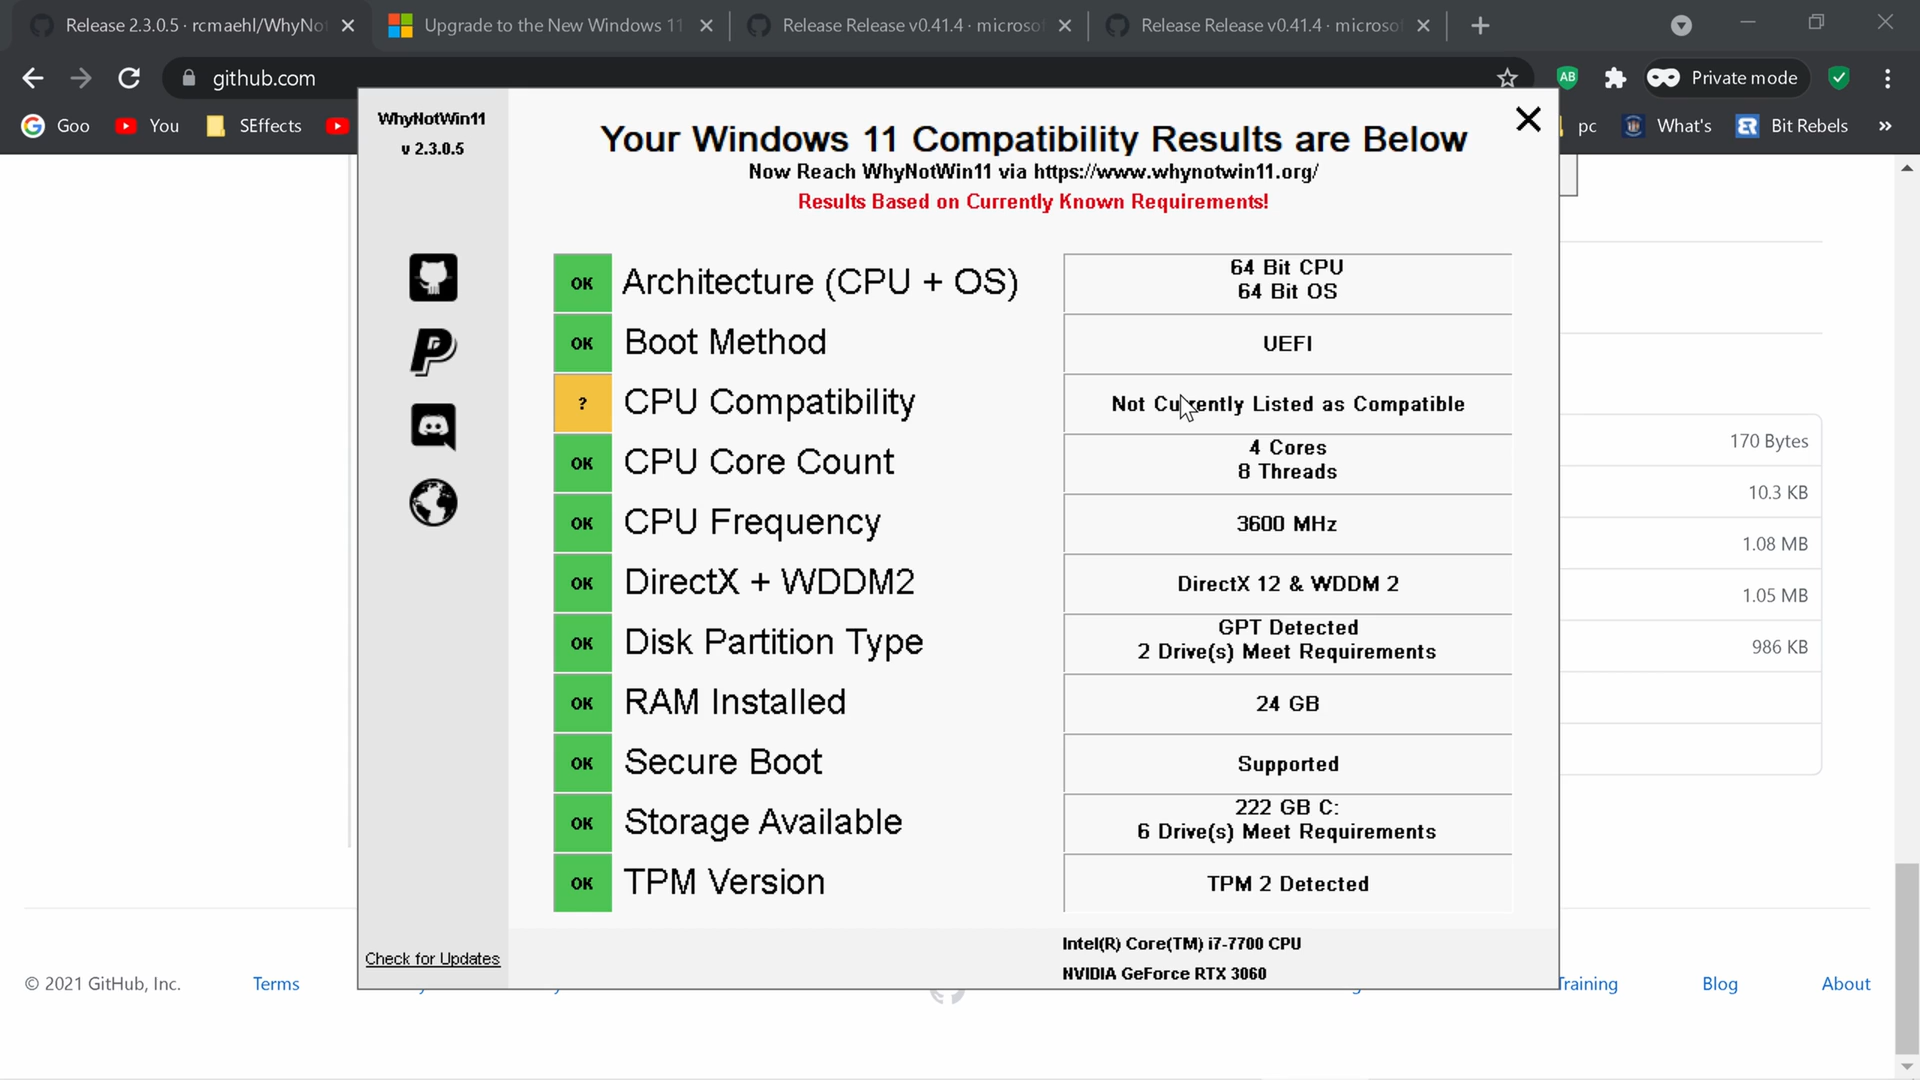 Release 2.3.0.5 · rcmaehl/WhyNo
Upgrade to the New Windows 11
Release Release v0.41.4 · microso
Release Release v0.41.4 · microso
github.com
AB
Private mode
Goo
You
SEffects
pc
What's
Bit Rebels
»
WhyNotWin11
v 2.3.0.5
Your Windows 11 Compatibility Results are Below
Now Reach WhyNotWin11 via https://www.whynotwin11.org/
Results Based on Currently Known Requirements!
OK
Architecture (CPU + OS)
64 Bit CPU
64 Bit OS
OK
Boot Method
UEFI
?
CPU Compatibility
Not Currently Listed as Compatible
OK
CPU Core Count
4 Cores
8 Threads
OK
CPU Frequency
3600 MHz
OK
DirectX + WDDM2
DirectX 12 & WDDM 2
OK
Disk Partition Type
GPT Detected
2 Drive(s) Meet Requirements
OK
RAM Installed
24 GB
OK
Secure Boot
Supported
OK
Storage Available
222 GB C:
6 Drive(s) Meet Requirements
OK
TPM Version
TPM 2 Detected
Check for Updates
Intel(R) Core(TM) i7-7700 CPU
NVIDIA GeForce RTX 3060
170 Bytes
10.3 KB
1.08 MB
1.05 MB
986 KB
© 2021 GitHub, Inc.
Terms
Training
Blog
About